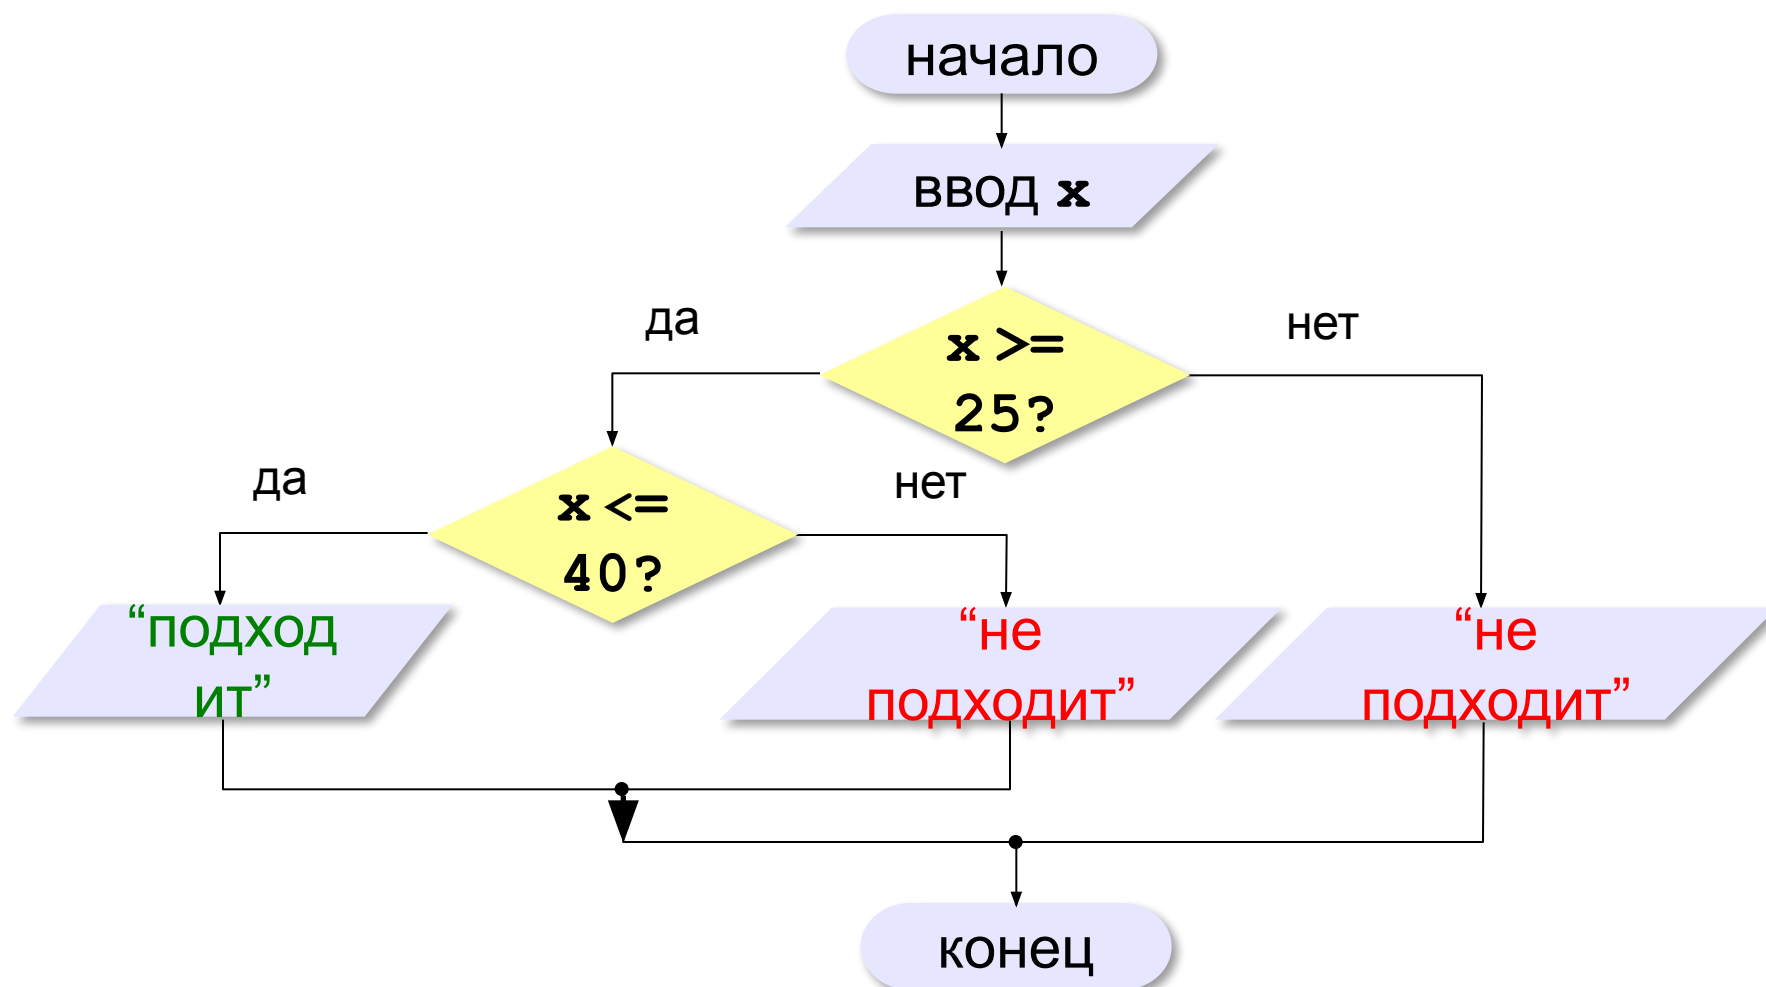 начало
ввод x
да
нет
x >=
25?
да
нет
x <=
40?
“подход
ит”
“не
подходит”
“не
подходит”
конец